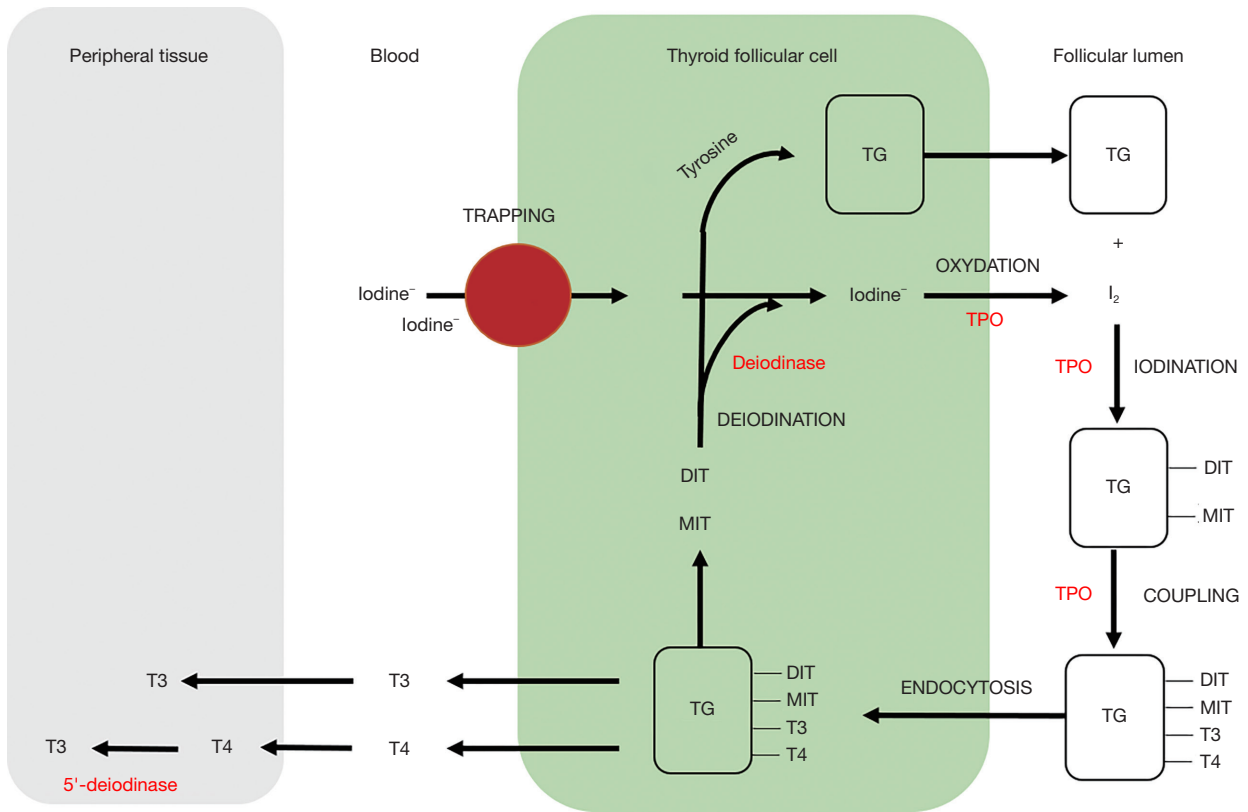 Peripheral tissue
Blood
Thyroid follicular cell
Follicular lumen
Tyrosine
TG
TG
TRAPPING
+
Iodine⁻
Iodine⁻
Iodine⁻
OXYDATION
TPO
I₂
Deiodinase
DEIODINATION
TPO
IODINATION
DIT
MIT
TG
DIT
MIT
TPO
COUPLING
ENDOCYTOSIS
TG
DIT
MIT
T3
T4
TG
DIT
MIT
T3
T4
T3
T3
T3
T4
T4
5'-deiodinase